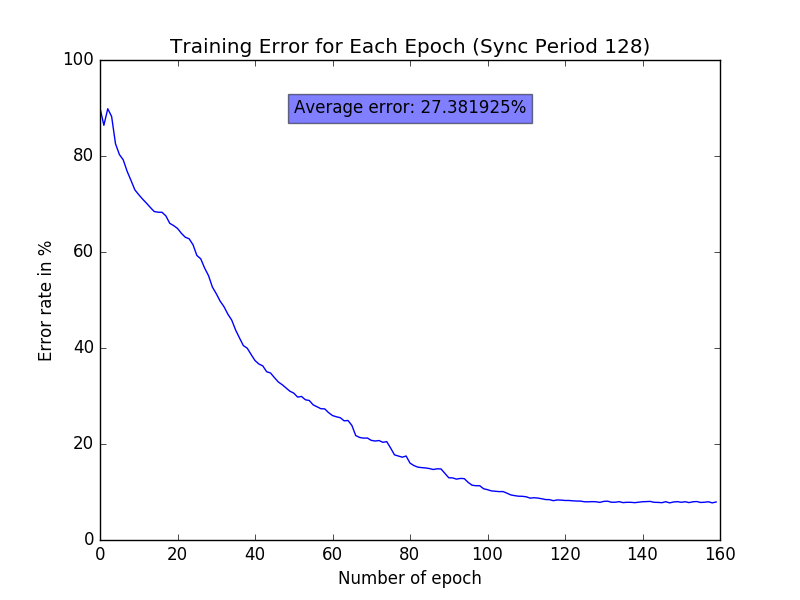 Training Error for Each Epoch (Sync Period 128)
100
Average error: 27.381925%
80
60
Error rate in %
40
20
0
0 20 40 60 80 100 120 140 160
Number of epoch